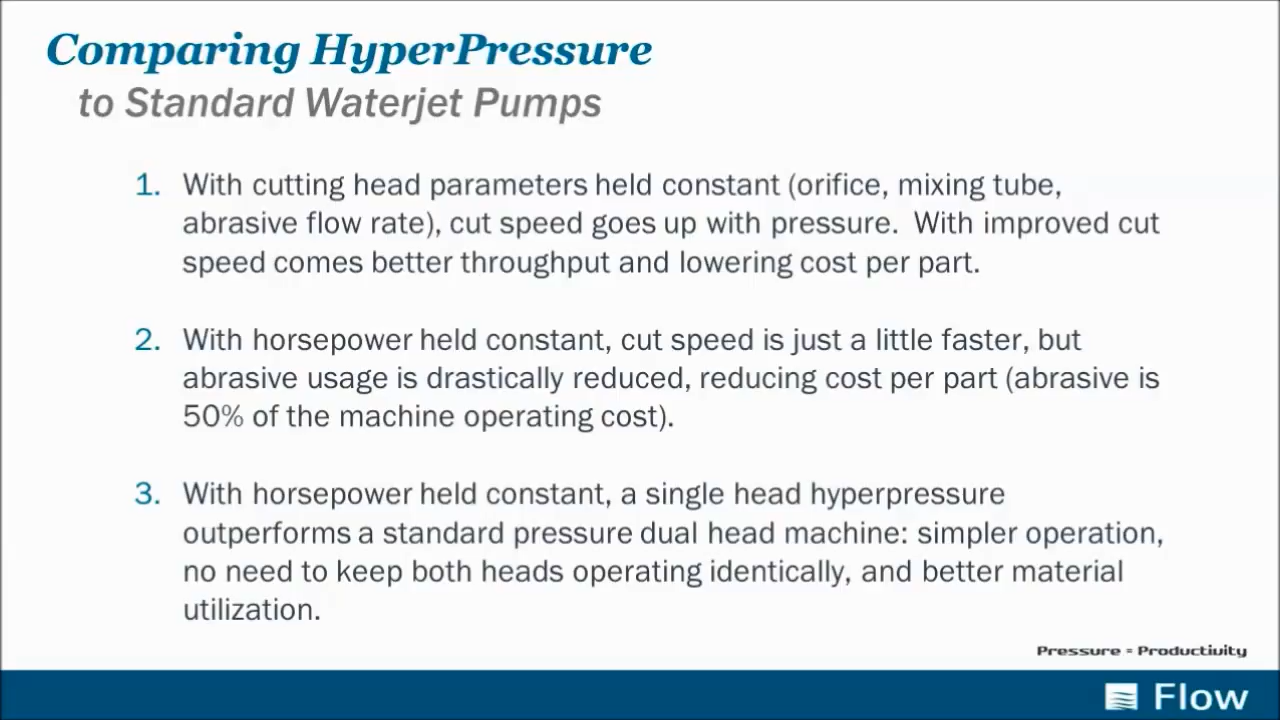 Comparing HyperPressure
to Standard Waterjet Pumps
1. With cutting head parameters held constant (orifice, mixing tube,
abrasive flow rate), cut speed goes up with pressure.  With improved cut
speed comes better throughput and lowering cost per part.
2. With horsepower held constant, cut speed is just a little faster, but
abrasive usage is drastically reduced, reducing cost per part (abrasive is
50% of the machine operating cost).
3. With horsepower held constant, a single head hyperpressure
outperforms a standard pressure dual head machine: simpler operation,
no need to keep both heads operating identically, and better material
utilization.
Pressure = Productivity
Flow